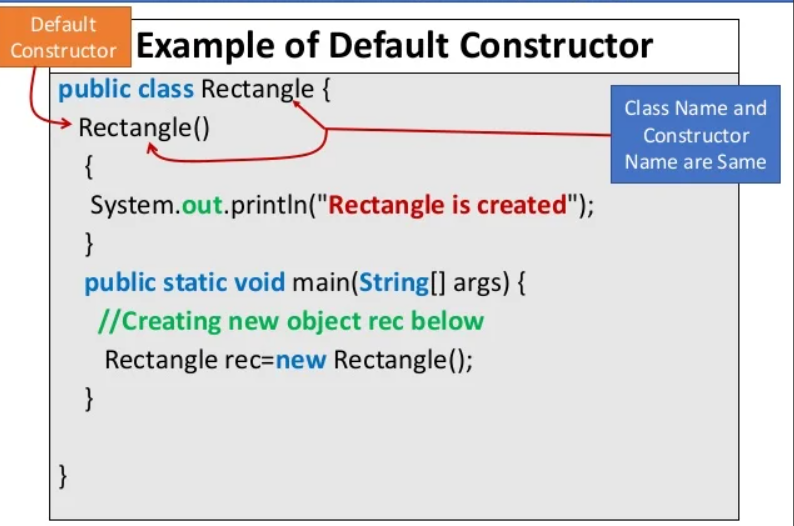 Default
Constructor
Example of Default Constructor
public class Rectangle {
Rectangle()
{
System.out.println("Rectangle is created");
}
public static void main(String[] args) {
//Creating new object rec below
Rectangle rec=new Rectangle();
}
}
Class Name and
Constructor
Name are Same